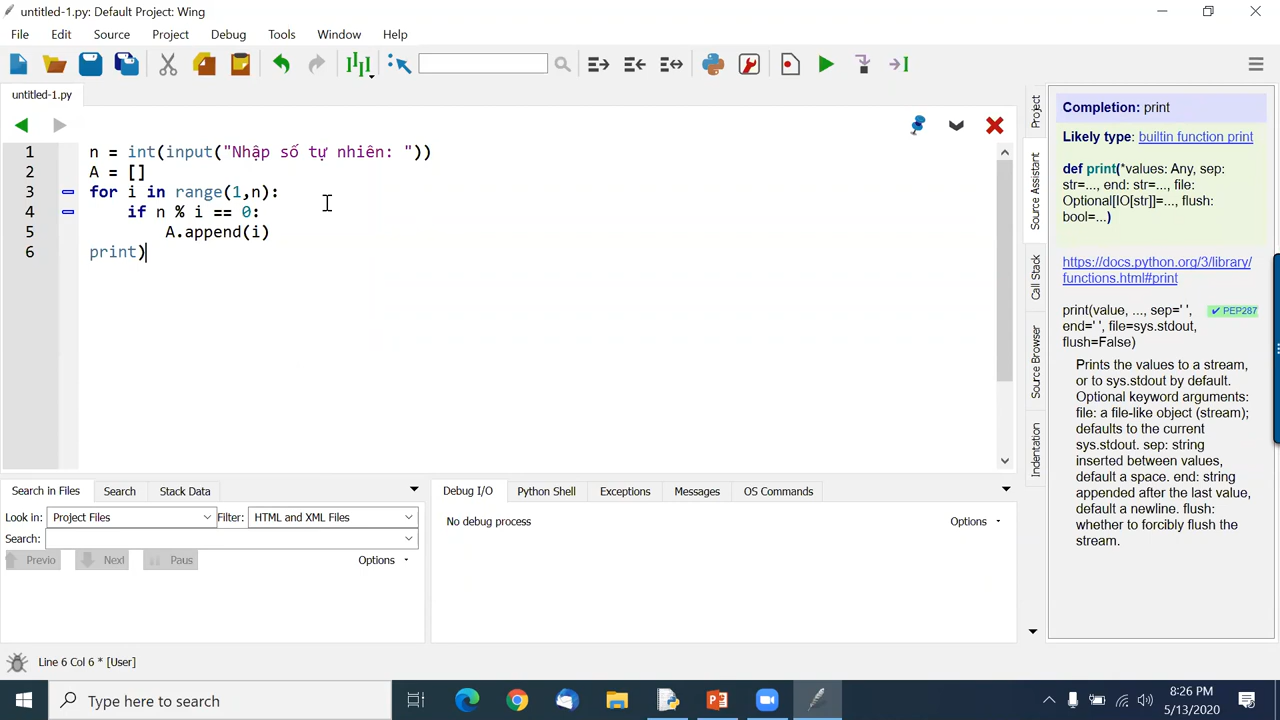 untitled-1.py: Default Project: Wing
File Edit Source Project Debug Tools Window Help
untitled-1.py
1 n = int(input("Nhập số tự nhiên: "))
2 A = []
3 for i in range(1,n):
4 if n % i == 0:
5 A.append(i)
6 print)
Project
Source Assistant
Call Stack
Source Browser
Indentation
Completion: print
Likely type: builtin function print
def print(*values: Any, sep:
str=..., end: str=..., file:
Optional[IO[str]]=..., flush:
bool=...)
https://docs.python.org/3/library/
functions.html#print
print(value, ..., sep=' ',
✔ PEP287
end=' ', file=sys.stdout,
flush=False)
Prints the values to a stream,
or to sys.stdout by default.
Optional keyword arguments:
file: a file-like object (stream);
defaults to the current
sys.stdout. sep: string
inserted between values,
default a space. end: string
appended after the last value,
default a newline. flush:
whether to forcibly flush the
stream.
Search in Files Search Stack Data
Look in: Project Files Filter: HTML and XML Files
Search:
Previo Next Paus Options
Debug I/O Python Shell Exceptions Messages OS Commands
No debug process Options
Line 6 Col 6 * [User]
Type here to search
8:26 PM
5/13/2020